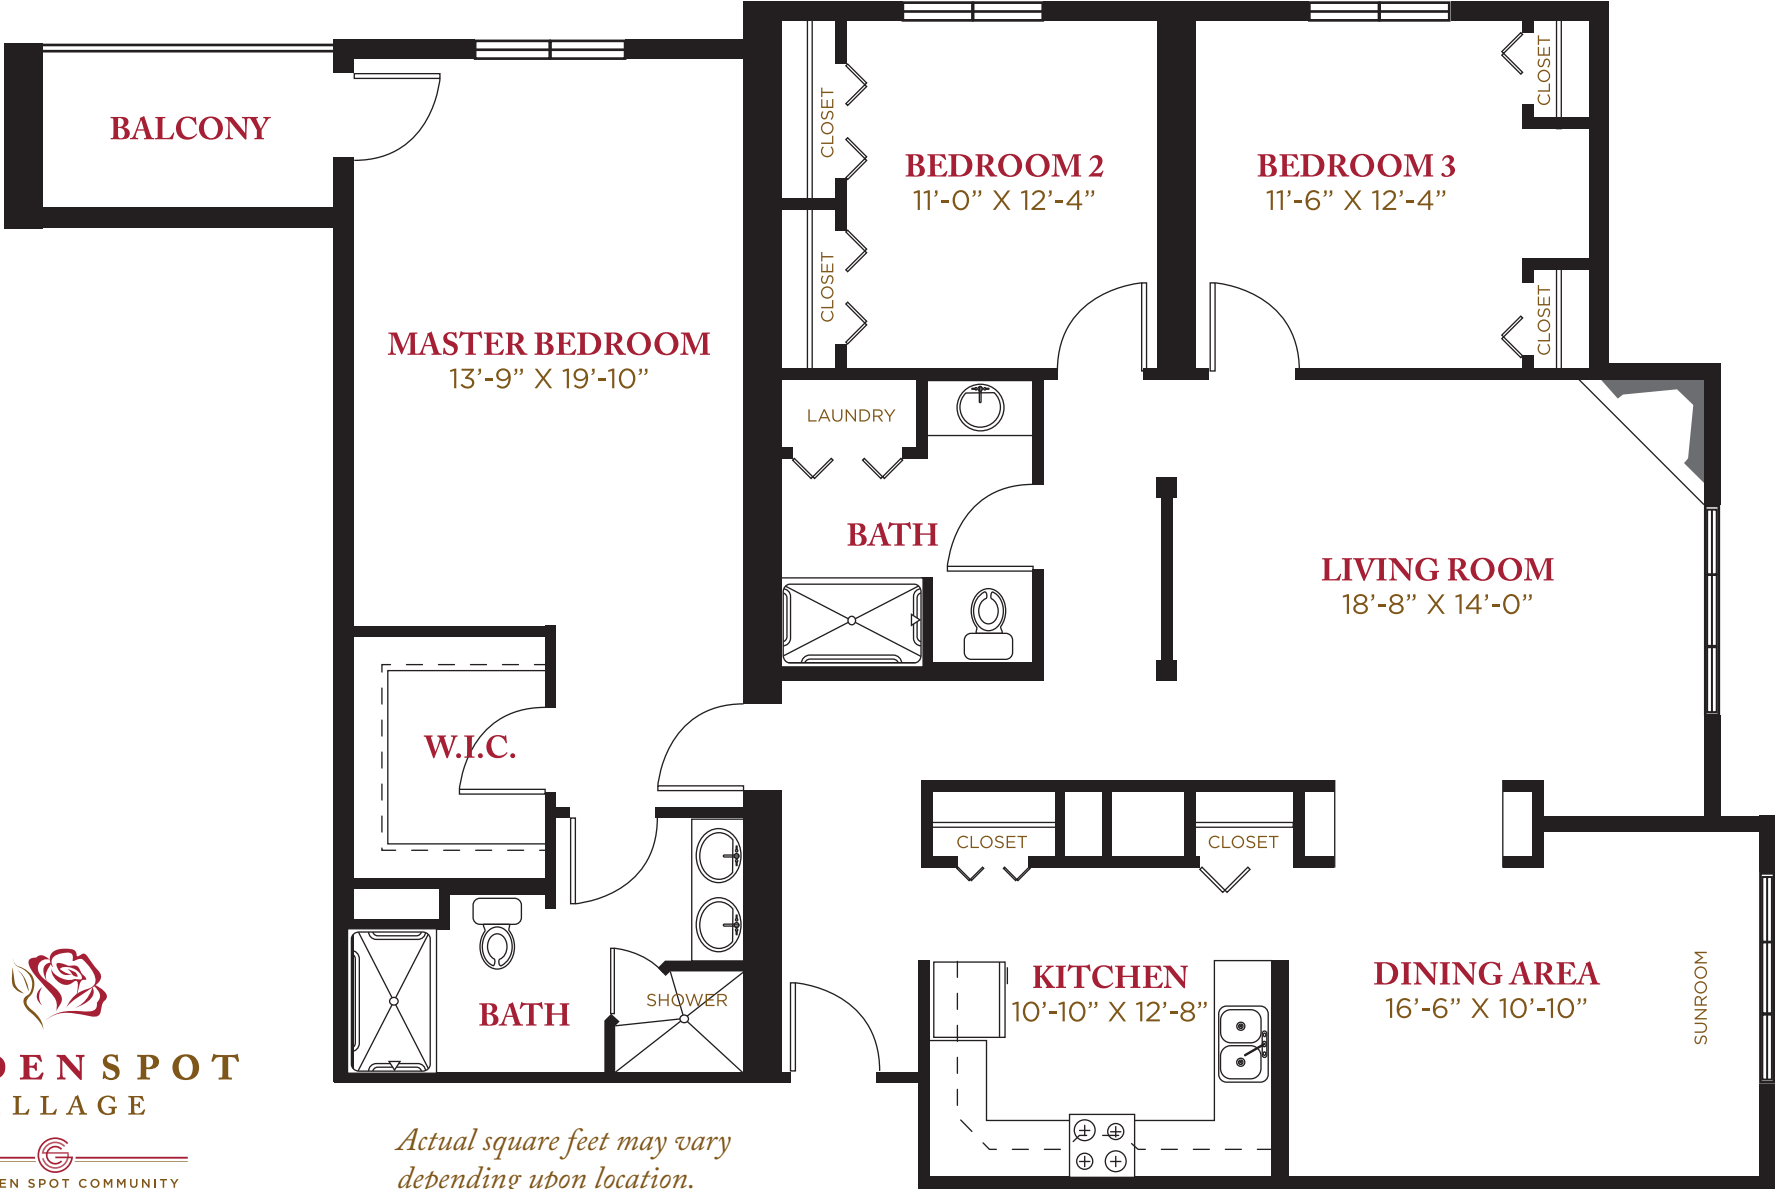 BALCONY
MASTER BEDROOM
13’-9” X 19’-10”
CLOSET
CLOSET
BEDROOM 2
11’-0” X 12’-4”
BEDROOM 3
11’-6” X 12’-4”
CLOSET
CLOSET
LAUNDRY
BATH
LIVING ROOM
18’-8” X 14’-0”
W.I.C.
CLOSET
CLOSET
BATH
SHOWER
KITCHEN
10’-10” X 12’-8”
DINING AREA
16’-6” X 10’-10”
SUNROOM
DEN SPOT
LLAGE
EN SPOT COMMUNITY
Actual square feet may vary
depending upon location.